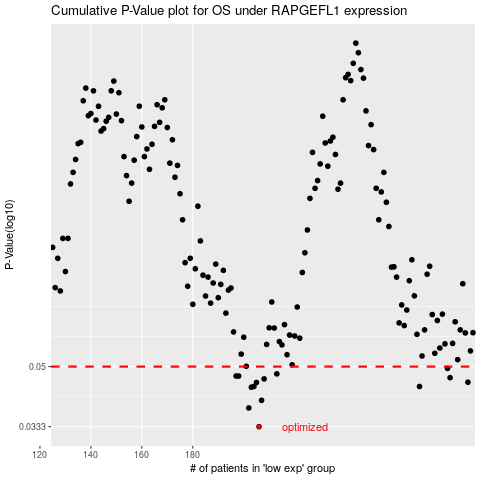 Cumulative P-Value plot for OS under RAPGEFL1 expression
P-Value(log10)
0.05
0.0333
optimized
120 140 160 180
# of patients in 'low exp' group